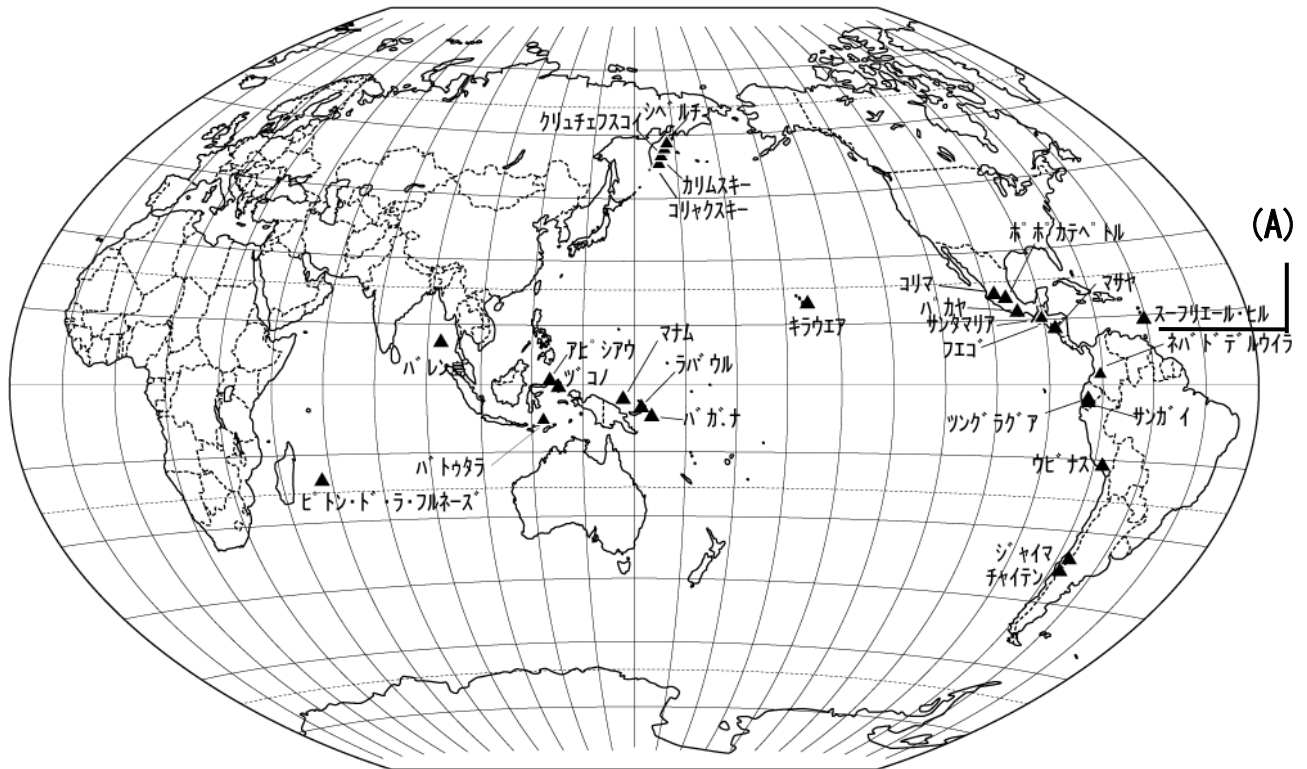 シベルチ
クリュチェフスコイ
カリムスキー
コリャクスキー
ポポカテペトル
(A)
コリマ
マサヤ
パカヤ
スーフリエール・ヒル
サンタマリア
キラウエア
フエゴ
ネバドデルウイラ
マナム
アピシアウ
バレン島
・ラバウル
ヅコノ
バガナ
ツングラグア
サンガイ
バトゥタラ
ウビナス
ピトン・ド・ラ・フルネーズ
ジャイマ
チャイテン